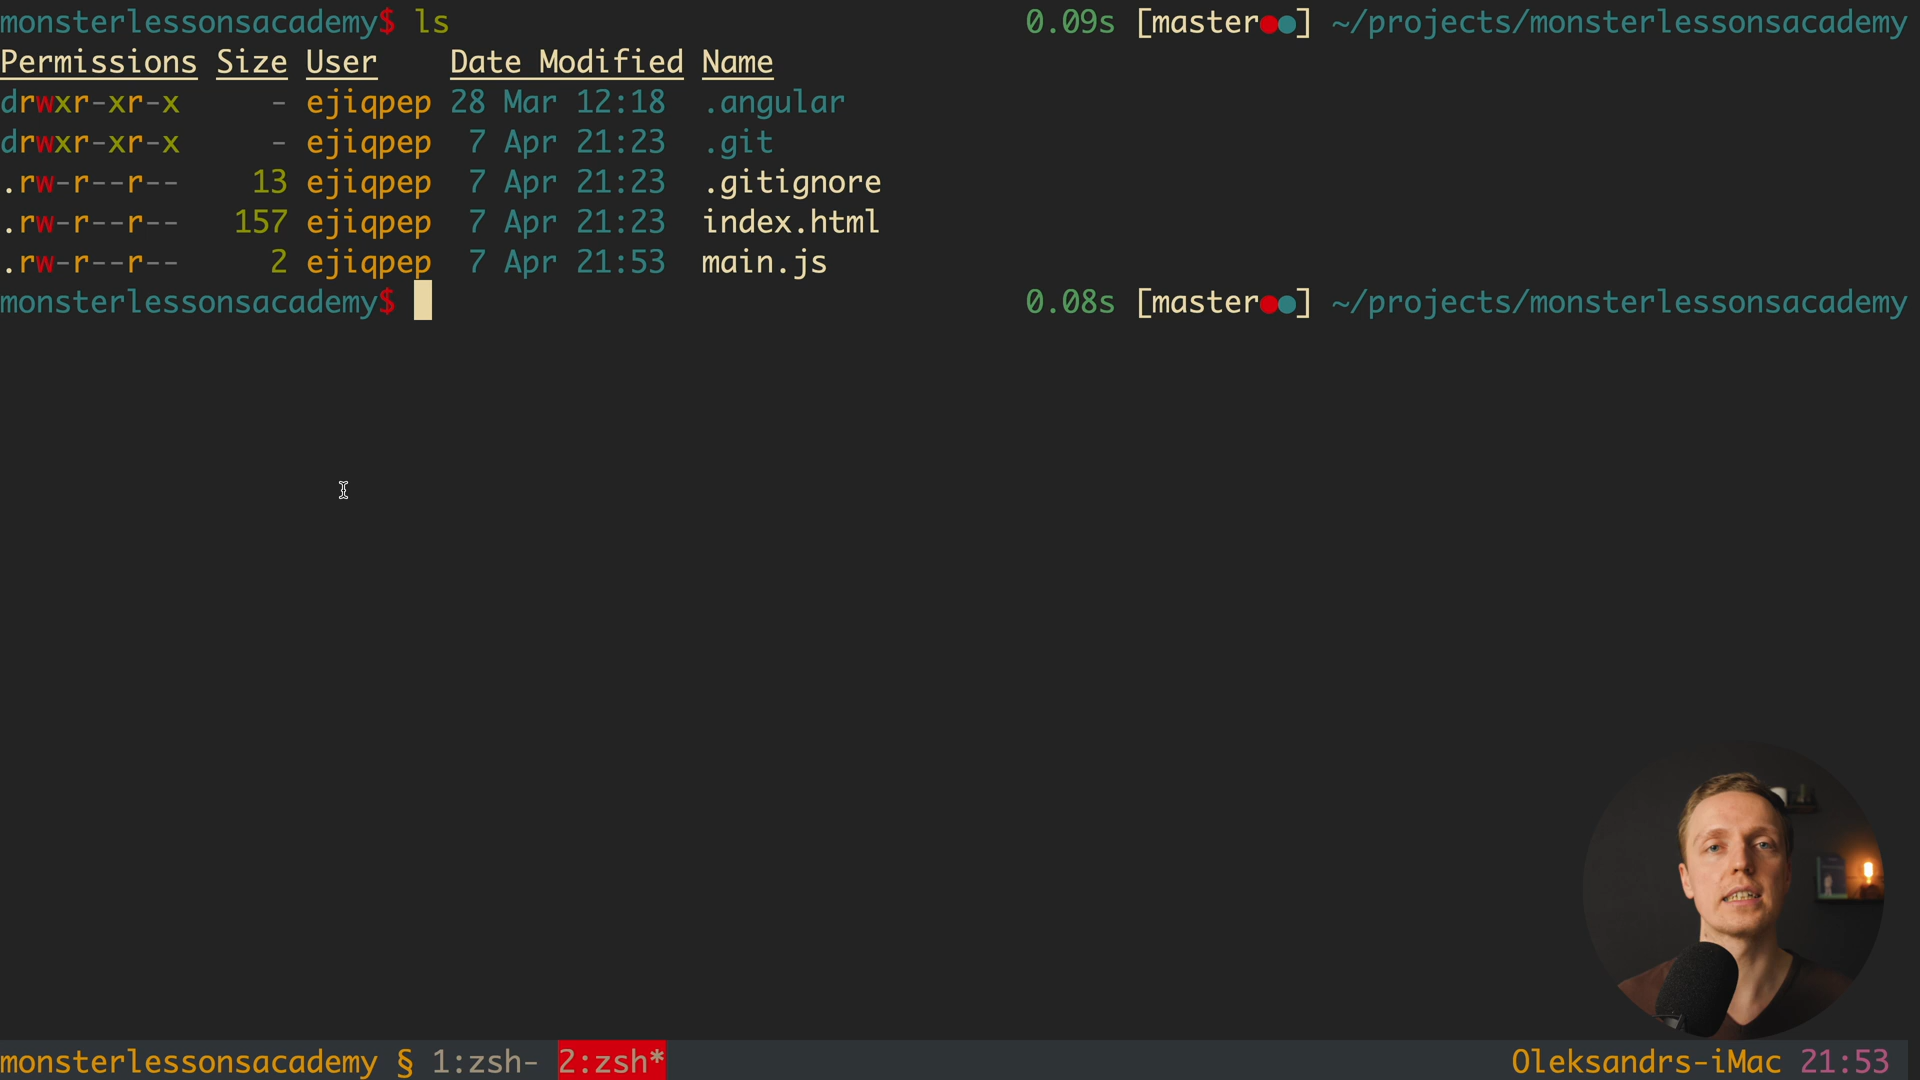 monsterlessonsacademy$ ls 0.09s [master●●] ~/projects/monsterlessonsacademy
Permissions Size User Date Modified Name
drwxr-xr-x - ejiqpep 28 Mar 12:18 .angular
drwxr-xr-x - ejiqpep 7 Apr 21:23 .git
.rw-r--r-- 13 ejiqpep 7 Apr 21:23 .gitignore
.rw-r--r-- 157 ejiqpep 7 Apr 21:23 index.html
.rw-r--r-- 2 ejiqpep 7 Apr 21:53 main.js
monsterlessonsacademy$ 0.08s [master●●] ~/projects/monsterlessonsacademy
monsterlessonsacademy § 1:zsh- 2:zsh* Oleksandrs-iMac 21:53